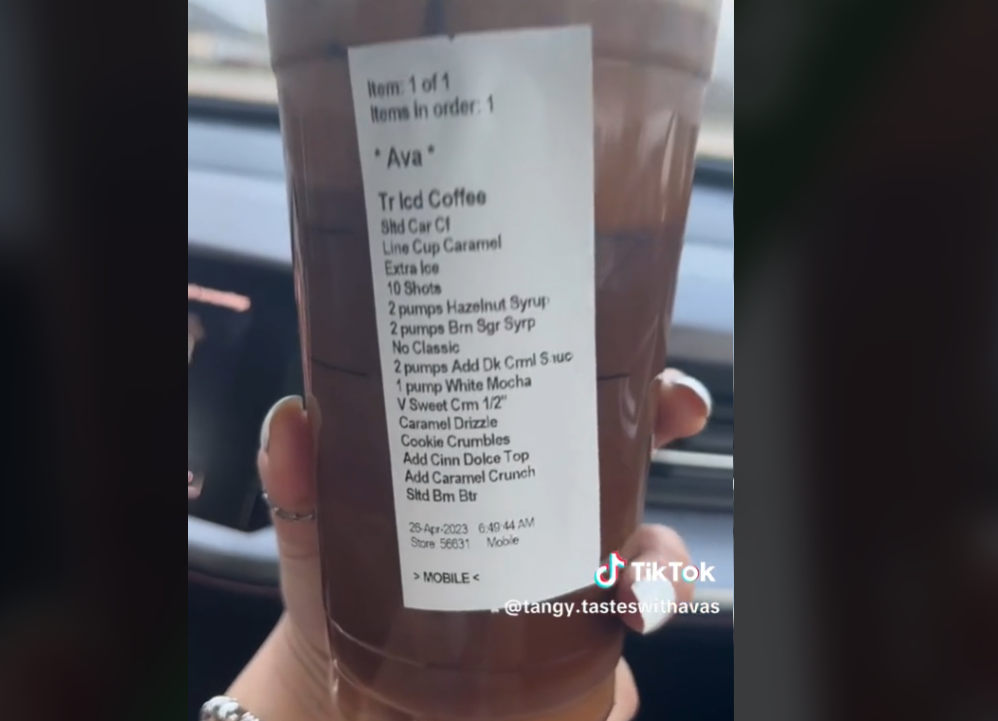 Item: 1 of 1
Items in order: 1
* Ava *
Tr Icd Coffee
Sltd Car Cf
Line Cup Caramel
Extra Ice
10 Shots
2 pumps Hazelnut Syrup
2 pumps Brn Sgr Syrp
No Classic
2 pumps Add Dk Crml Sauc
1 pump White Mocha
V Sweet Crm 1/2"
Caramel Drizzle
Cookie Crumbles
Add Cinn Dolce Top
Add Caramel Crunch
Sltd Brn Btr
26-Apr-2023 6:49:44 AM
Store 56631 Mobile
> MOBILE <
TikTok
@tangy.tasteswithavas